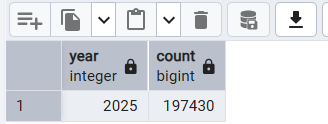 year count
integer bigint
1 2025 197430